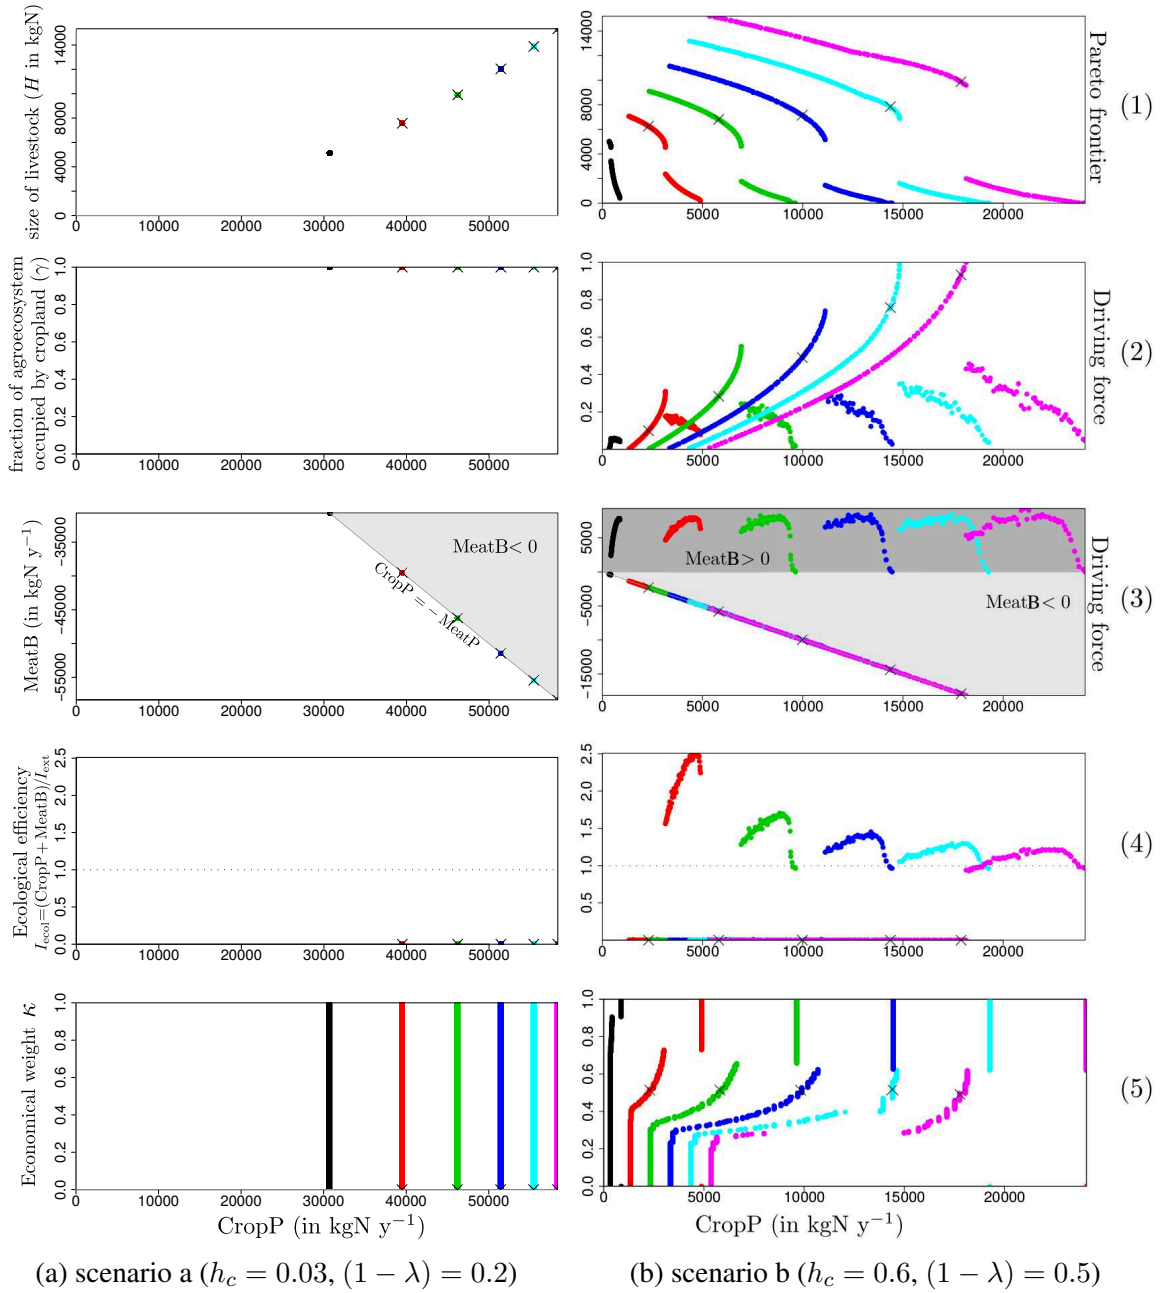 size of livestock (H in kgN)
0 4000 8000 14000
0 10000 20000 30000 40000 50000
0 4000 8000 14000
0 5000 10000 15000 20000
Pareto frontier
(1)
fraction of agroecosystem
occupied by cropland (γ)
0.0 0.2 0.4 0.6 0.8 1.0
0 10000 20000 30000 40000 50000
0.2 0.4 0.6 0.8 1.0
0 5000 10000 15000 20000
Driving force
(2)
MeatB (in kgN y⁻¹)
−55000 −45000 −35000
MeatB< 0
CropP = −MeatP
0 10000 20000 30000 40000 50000
−15000 −5000 5000
MeatB> 0
MeatB< 0
0 5000 10000 15000 20000
Driving force
(3)
Ecological efficiency
I_ecol=(CropP+MeatB)/I_ext
0.0 0.5 1.0 1.5 2.0 2.5
0 10000 20000 30000 40000 50000
0.5 1.0 1.5 2.0 2.5
0 5000 10000 15000 20000
(4)
Economical weight κ
0.0 0.2 0.4 0.6 0.8 1.0
0 10000 20000 30000 40000 50000
CropP (in kgN y⁻¹)
0.0 0.2 0.4 0.6 0.8 1.0
0 5000 10000 15000 20000
CropP (in kgN y⁻¹)
(5)
(a) scenario a (h_c = 0.03, (1 − λ) = 0.2)
(b) scenario b (h_c = 0.6, (1 − λ) = 0.5)